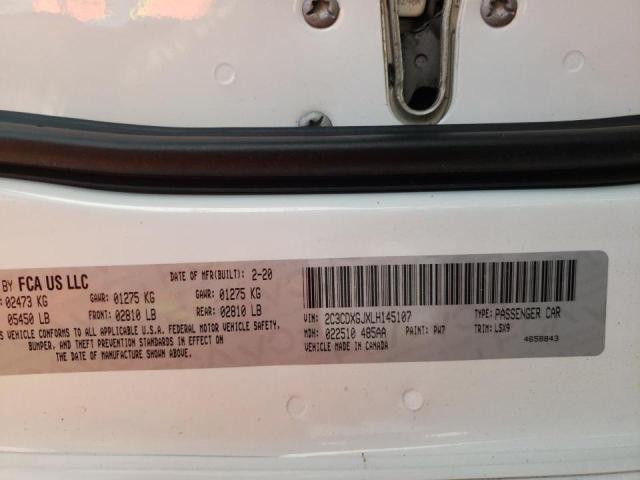 BY FCA US LLC
DATE OF MFR(BUILT): 2-20
02473 KG GAWR: 01275 KG GAWR: 01275 KG
05450 LB FRONT: 02810 LB REAR: 02810 LB
VEHICLE CONFORMS TO ALL APPLICABLE U.S.A. FEDERAL MOTOR VEHICLE SAFETY,
BUMPER, AND THEFT PREVENTION STANDARDS IN EFFECT ON
THE DATE OF MANUFACTURE SHOWN ABOVE.
VIN: 2C3CDXGJXLH145107 TYPE: PASSENGER CAR
MDH: 022510 485AA PAINT: PW7 TRIM: LSX9
VEHICLE MADE IN CANADA 4658843